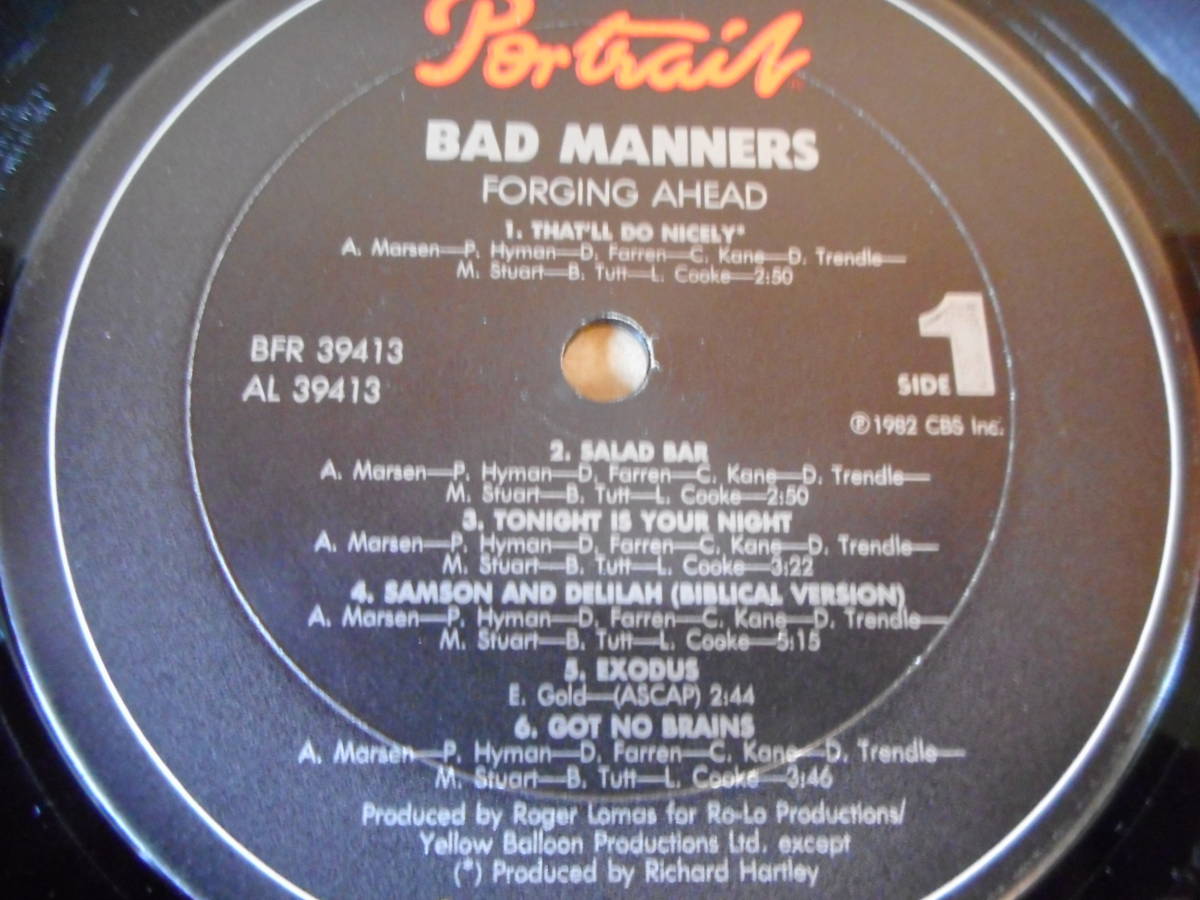 Portrait
BAD MANNERS
FORGING AHEAD
1. THAT'LL DO NICELY*
A. Marsen—P. Hyman—D. Farren—C. Kane—D. Trendle—
M. Stuart—B. Tutt—L. Cooke—2:50
BFR 39413
AL 39413
SIDE 1
℗ 1982 CBS Inc.
2. SALAD BAR
A. Marsen—P. Hyman—D. Farren—C. Kane—D. Trendle—
M. Stuart—B. Tutt—L. Cooke—2:50
3. TONIGHT IS YOUR NIGHT
A. Marsen—P. Hyman—D. Farren—C. Kane—D. Trendle—
M. Stuart—B. Tutt—L. Cooke—3:22
4. SAMSON AND DELILAH (BIBLICAL VERSION)
A. Marsen—P. Hyman—D. Farren—C. Kane—D. Trendle—
M. Stuart—B. Tutt—L. Cooke—5:15
5. EXODUS
E. Gold—(ASCAP) 2:44
6. GOT NO BRAINS
A. Marsen—P. Hyman—D. Farren—C. Kane—D. Trendle—
M. Stuart—B. Tutt—L. Cooke—3:46
Produced by Roger Lomas for Ro-Lo Productions/
Yellow Balloon Productions Ltd. except
(*) Produced by Richard Hartley